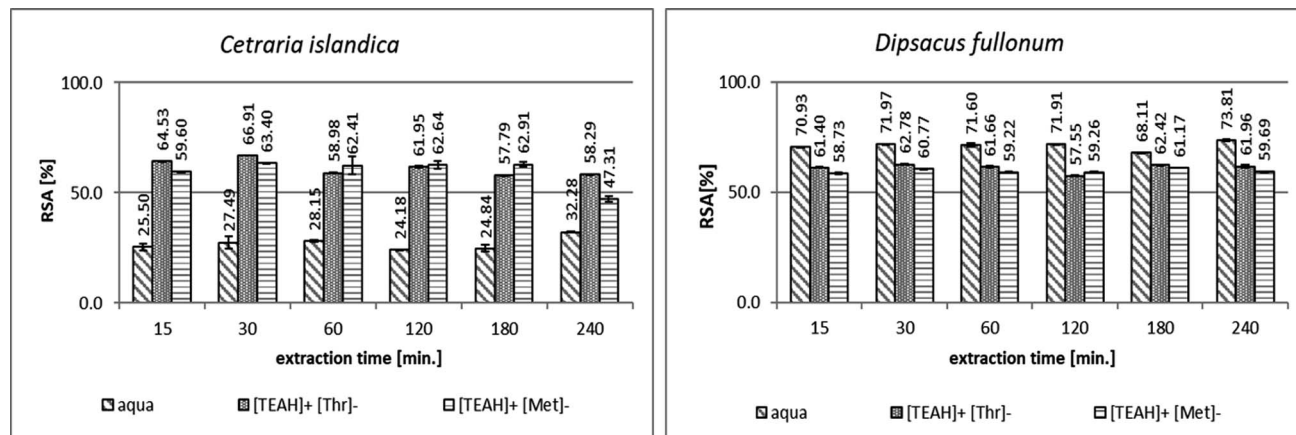 Cetraria islandica
100.0
50.0
0.0
RSA [%]
25.50 64.53 59.60
27.49 66.91 63.40
28.15 58.98 62.41
24.18 61.95 62.64
24.84 57.79 62.91
32.28 58.29 47.31
15 30 60 120 180 240
extraction time [min.]
aqua [TEAH]+ [Thr]- [TEAH]+ [Met]-
Dipsacus fullonum
100.0
50.0
0.0
RSA[%]
70.93 61.40 58.73
71.97 62.78 60.77
71.60 61.66 59.22
71.91 57.55 59.26
68.11 62.42 61.17
73.81 61.96 59.69
15 30 60 120 180 240
extraction time [min.]
aqua [TEAH]+ [Thr]- [TEAH]+ [Met]-